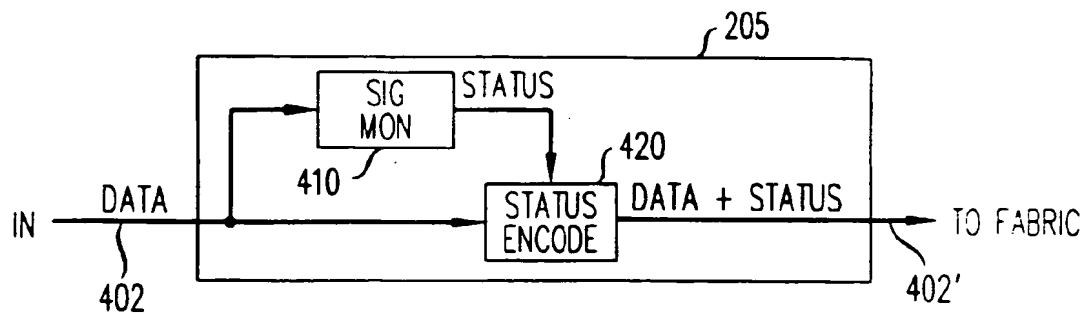 205
SIG
MON
STATUS
410
420
DATA
STATUS
ENCODE
DATA + STATUS
IN
TO FABRIC
402
402'